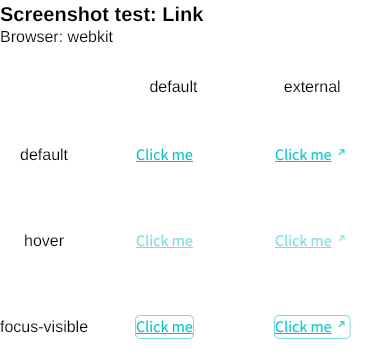 Screenshot test: Link
Browser: webkit
default external
default Click me Click me ↗
hover Click me Click me ↗
focus-visible Click me Click me ↗